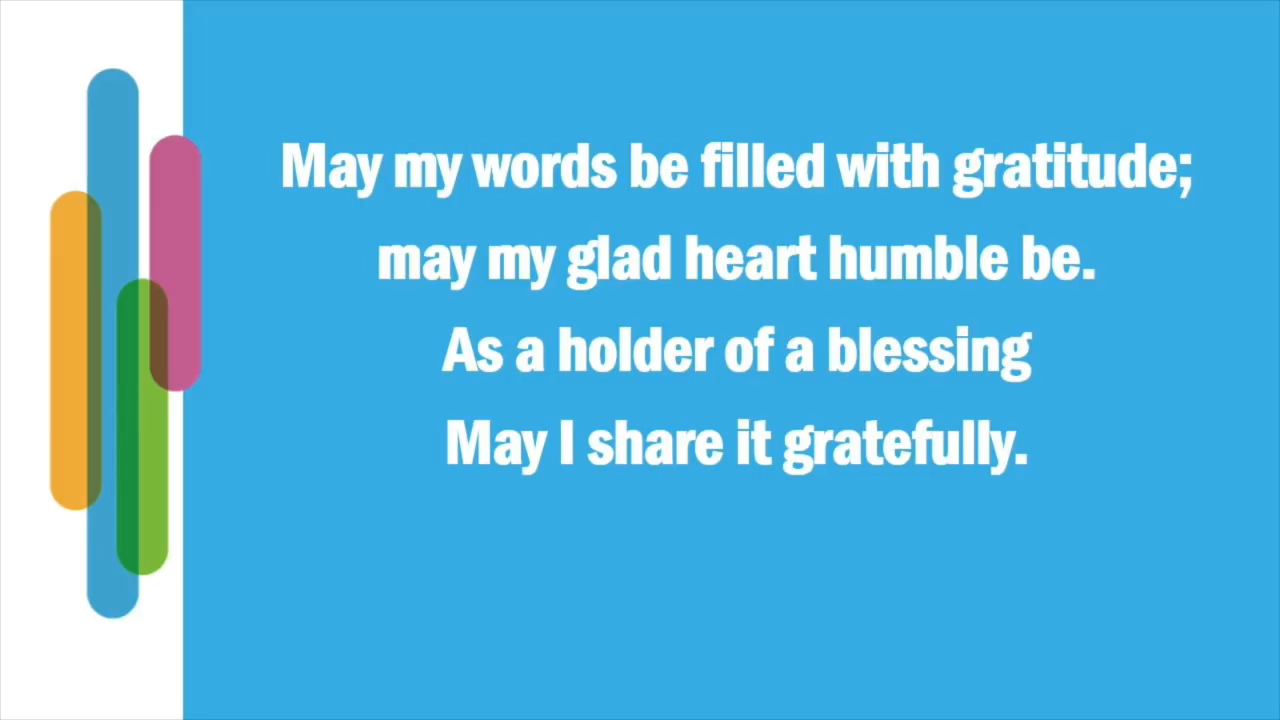 May my words be filled with gratitude;
may my glad heart humble be.
As a holder of a blessing
May I share it gratefully.